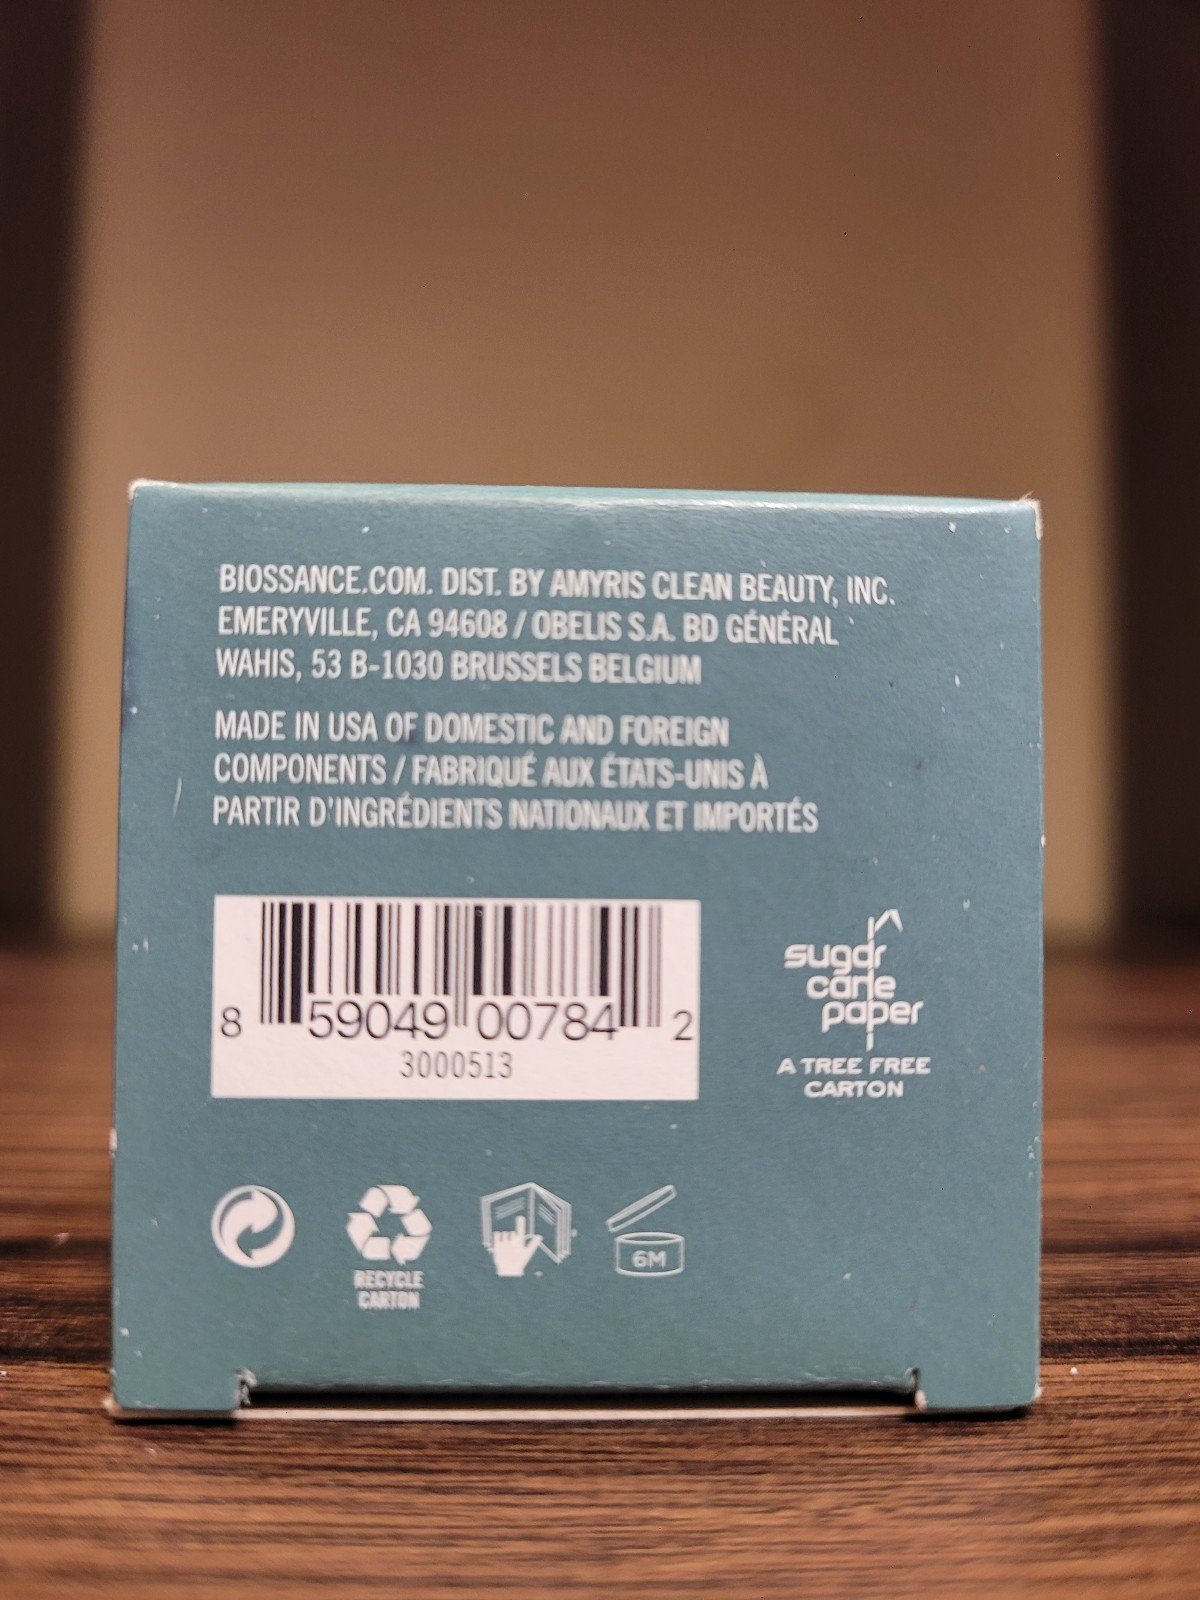 BIOSSANCE.COM. DIST. BY AMYRIS CLEAN BEAUTY, INC.
EMERYVILLE, CA 94608 / OBELIS S.A. BD GÉNÉRAL
WAHIS, 53 B-1030 BRUSSELS BELGIUM
MADE IN USA OF DOMESTIC AND FOREIGN
COMPONENTS / FABRIQUÉ AUX ÉTATS-UNIS À
PARTIR D'INGRÉDIENTS NATIONAUX ET IMPORTÉS
8 59049 00784 2
3000513
sugar
cane
paper
A TREE FREE
CARTON
RECYCLE
CARTON
6M